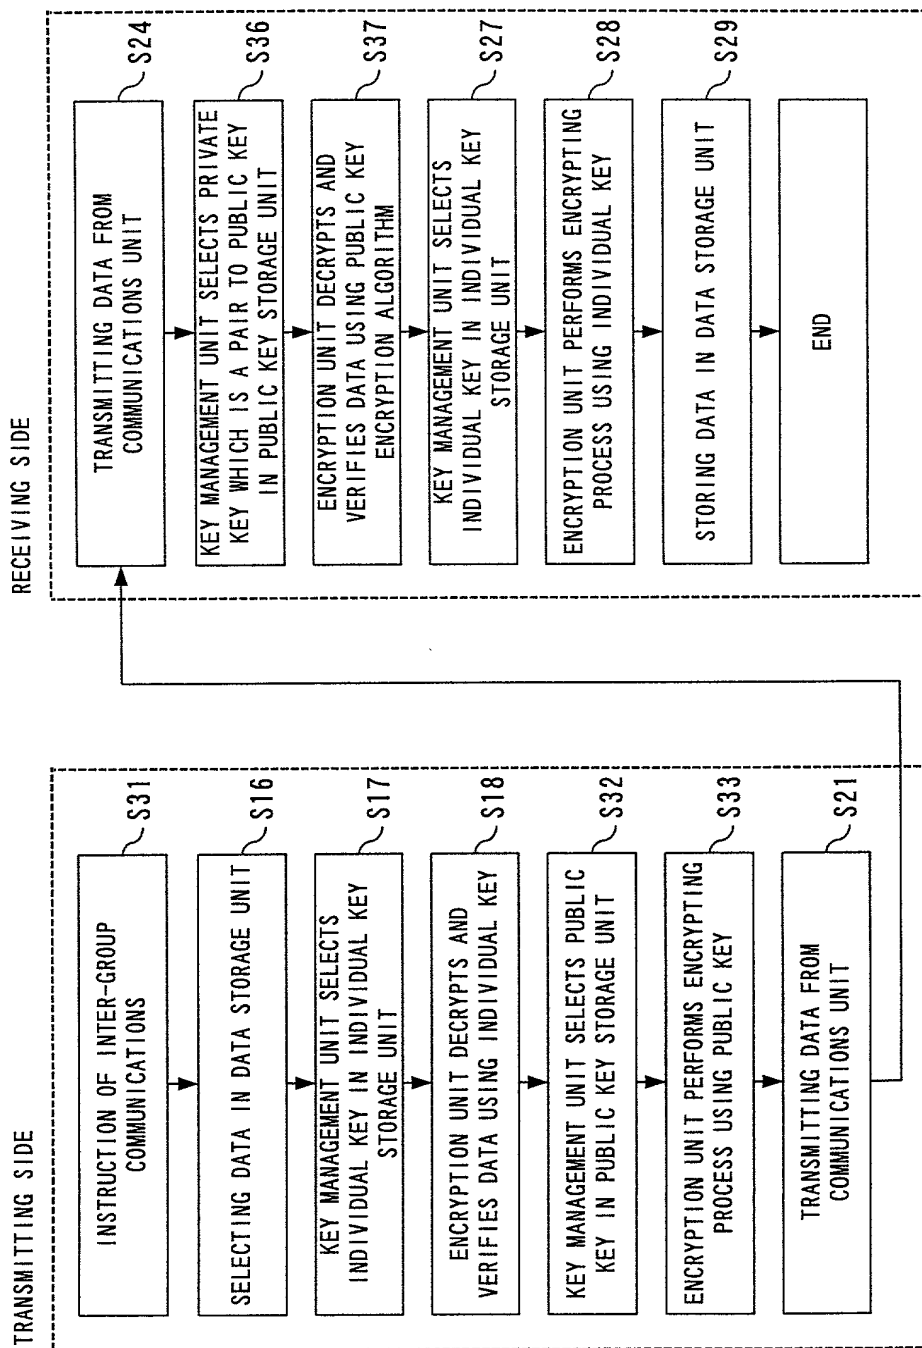 TRANSMITTING SIDE
INSTRUCTION OF INTER-GROUP
COMMUNICATIONS
S31
SELECTING DATA IN DATA STORAGE UNIT
S16
KEY MANAGEMENT UNIT SELECTS
INDIVIDUAL KEY IN INDIVIDUAL KEY
STORAGE UNIT
S17
ENCRYPTION UNIT DECRYPTS AND
VERIFIES DATA USING INDIVIDUAL KEY
S18
KEY MANAGEMENT UNIT SELECTS PUBLIC
KEY IN PUBLIC KEY STORAGE UNIT
S32
ENCRYPTION UNIT PERFORMS ENCRYPTING
PROCESS USING PUBLIC KEY
S33
TRANSMITTING DATA FROM
COMMUNICATIONS UNIT
S21
RECEIVING SIDE
TRANSMITTING DATA FROM
COMMUNICATIONS UNIT
S24
KEY MANAGEMENT UNIT SELECTS PRIVATE
KEY WHICH IS A PAIR TO PUBLIC KEY
IN PUBLIC KEY STORAGE UNIT
S36
ENCRYPTION UNIT DECRYPTS AND
VERIFIES DATA USING PUBLIC KEY
ENCRYPTION ALGORITHM
S37
KEY MANAGEMENT UNIT SELECTS
INDIVIDUAL KEY IN INDIVIDUAL KEY
STORAGE UNIT
S27
ENCRYPTION UNIT PERFORMS ENCRYPTING
PROCESS USING INDIVIDUAL KEY
S28
STORING DATA IN DATA STORAGE UNIT
S29
END